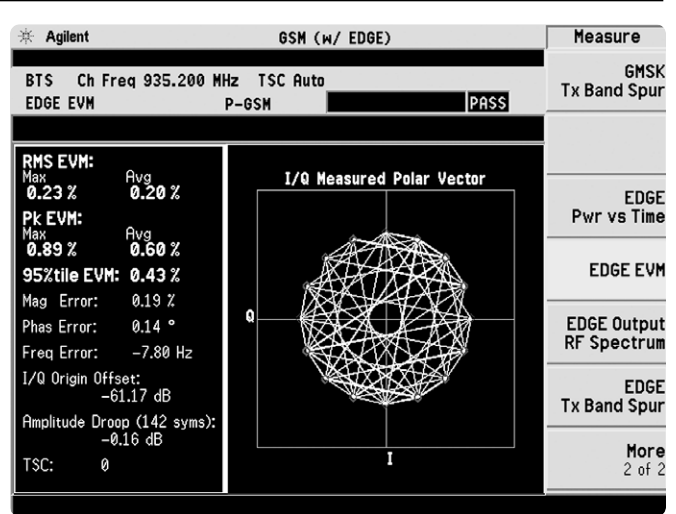 Agilent
GSM (w/ EDGE)
Measure
BTS Ch Freq 935.200 MHz TSC Auto
EDGE EVM P-GSM PASS
RMS EVM:
Max Avg
0.23 % 0.20 %
Pk EVM:
Max Avg
0.89 % 0.60 %
95%tile EVM: 0.43 %
Mag Error: 0.19 %
Phas Error: 0.14 °
Freq Error: -7.80 Hz
I/Q Origin Offset:
-61.17 dB
Amplitude Droop (142 syms):
-0.16 dB
TSC: 0
I/Q Measured Polar Vector
Q
I
GMSK
Tx Band Spur
EDGE
Pwr vs Time
EDGE EVM
EDGE Output
RF Spectrum
EDGE
Tx Band Spur
More
2 of 2